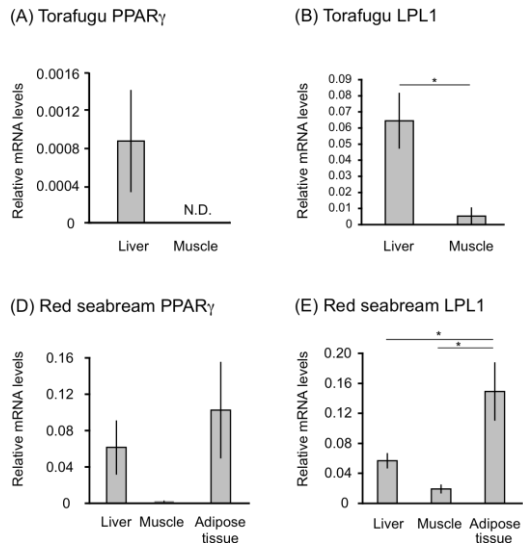 (A) Torafugu PPARγ
Relative mRNA levels
0.0016
0.0012
0.0008
0.0004
0
N.D.
Liver Muscle
(B) Torafugu LPL1
Relative mRNA levels
0.09
0.08
0.07
0.06
0.05
0.04
0.03
0.02
0.01
0
*
Liver Muscle
(D) Red seabream PPARγ
Relative mRNA levels
0.16
0.12
0.08
0.04
0
Liver Muscle Adipose
tissue
(E) Red seabream LPL1
Relative mRNA levels
0.20
0.16
0.12
0.08
0.04
0
*
*
Liver Muscle Adipose
tissue